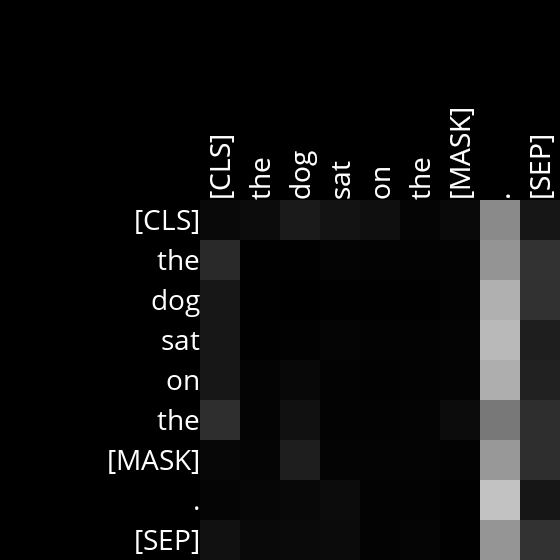 [CLS] the dog sat on the [MASK] . [SEP]
[CLS]
the
dog
sat
on
the
[MASK]
.
[SEP]